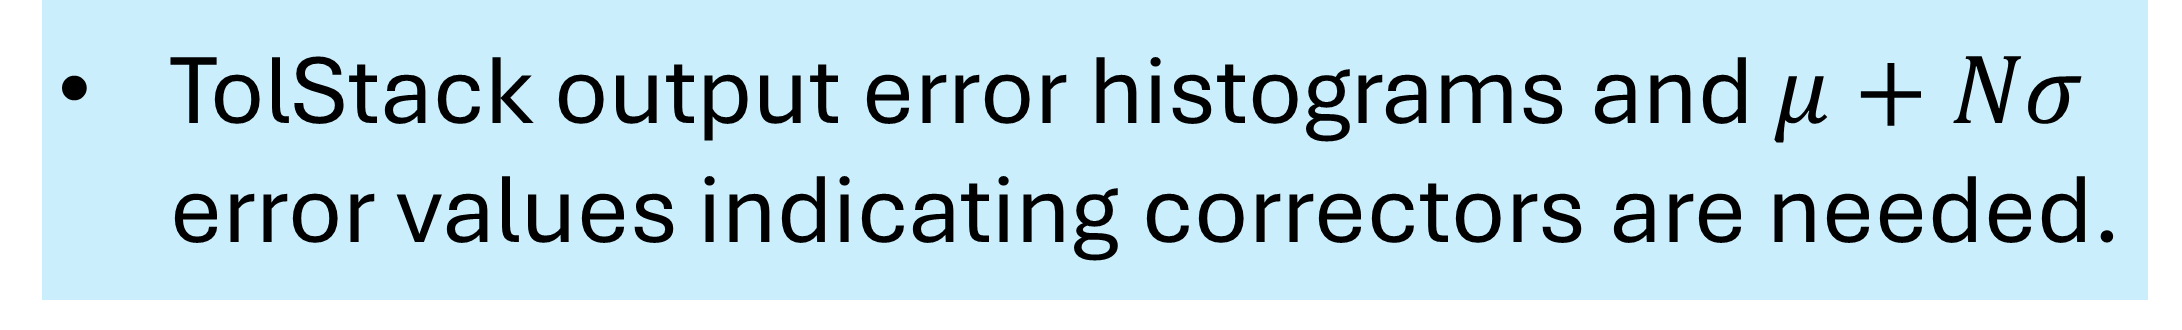 • TolStack output error histograms and 𝜇 + 𝑁𝜎
error values indicating correctors are needed.